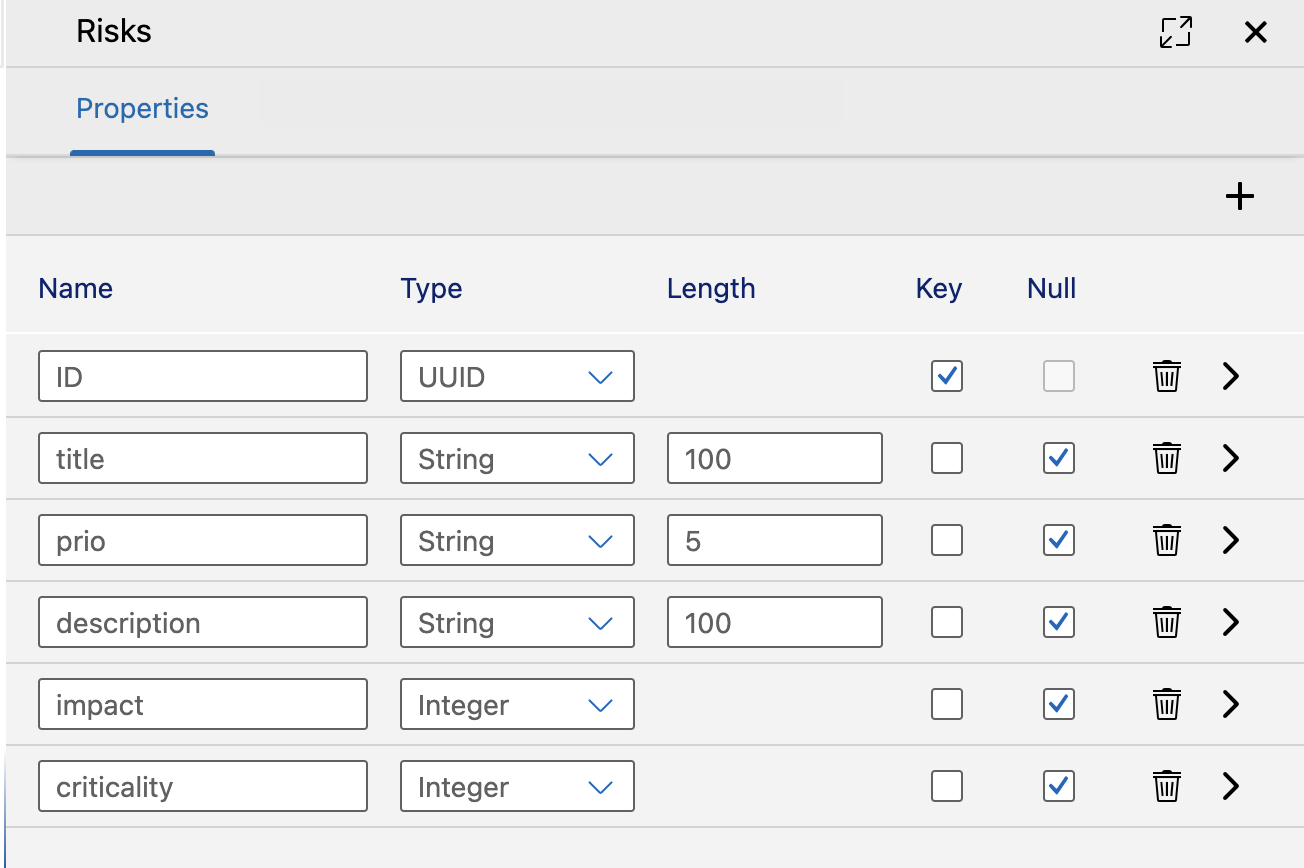 Risks
Properties
Name Type Length Key Null
ID UUID
title String 100
prio String 5
description String 100
impact Integer
criticality Integer